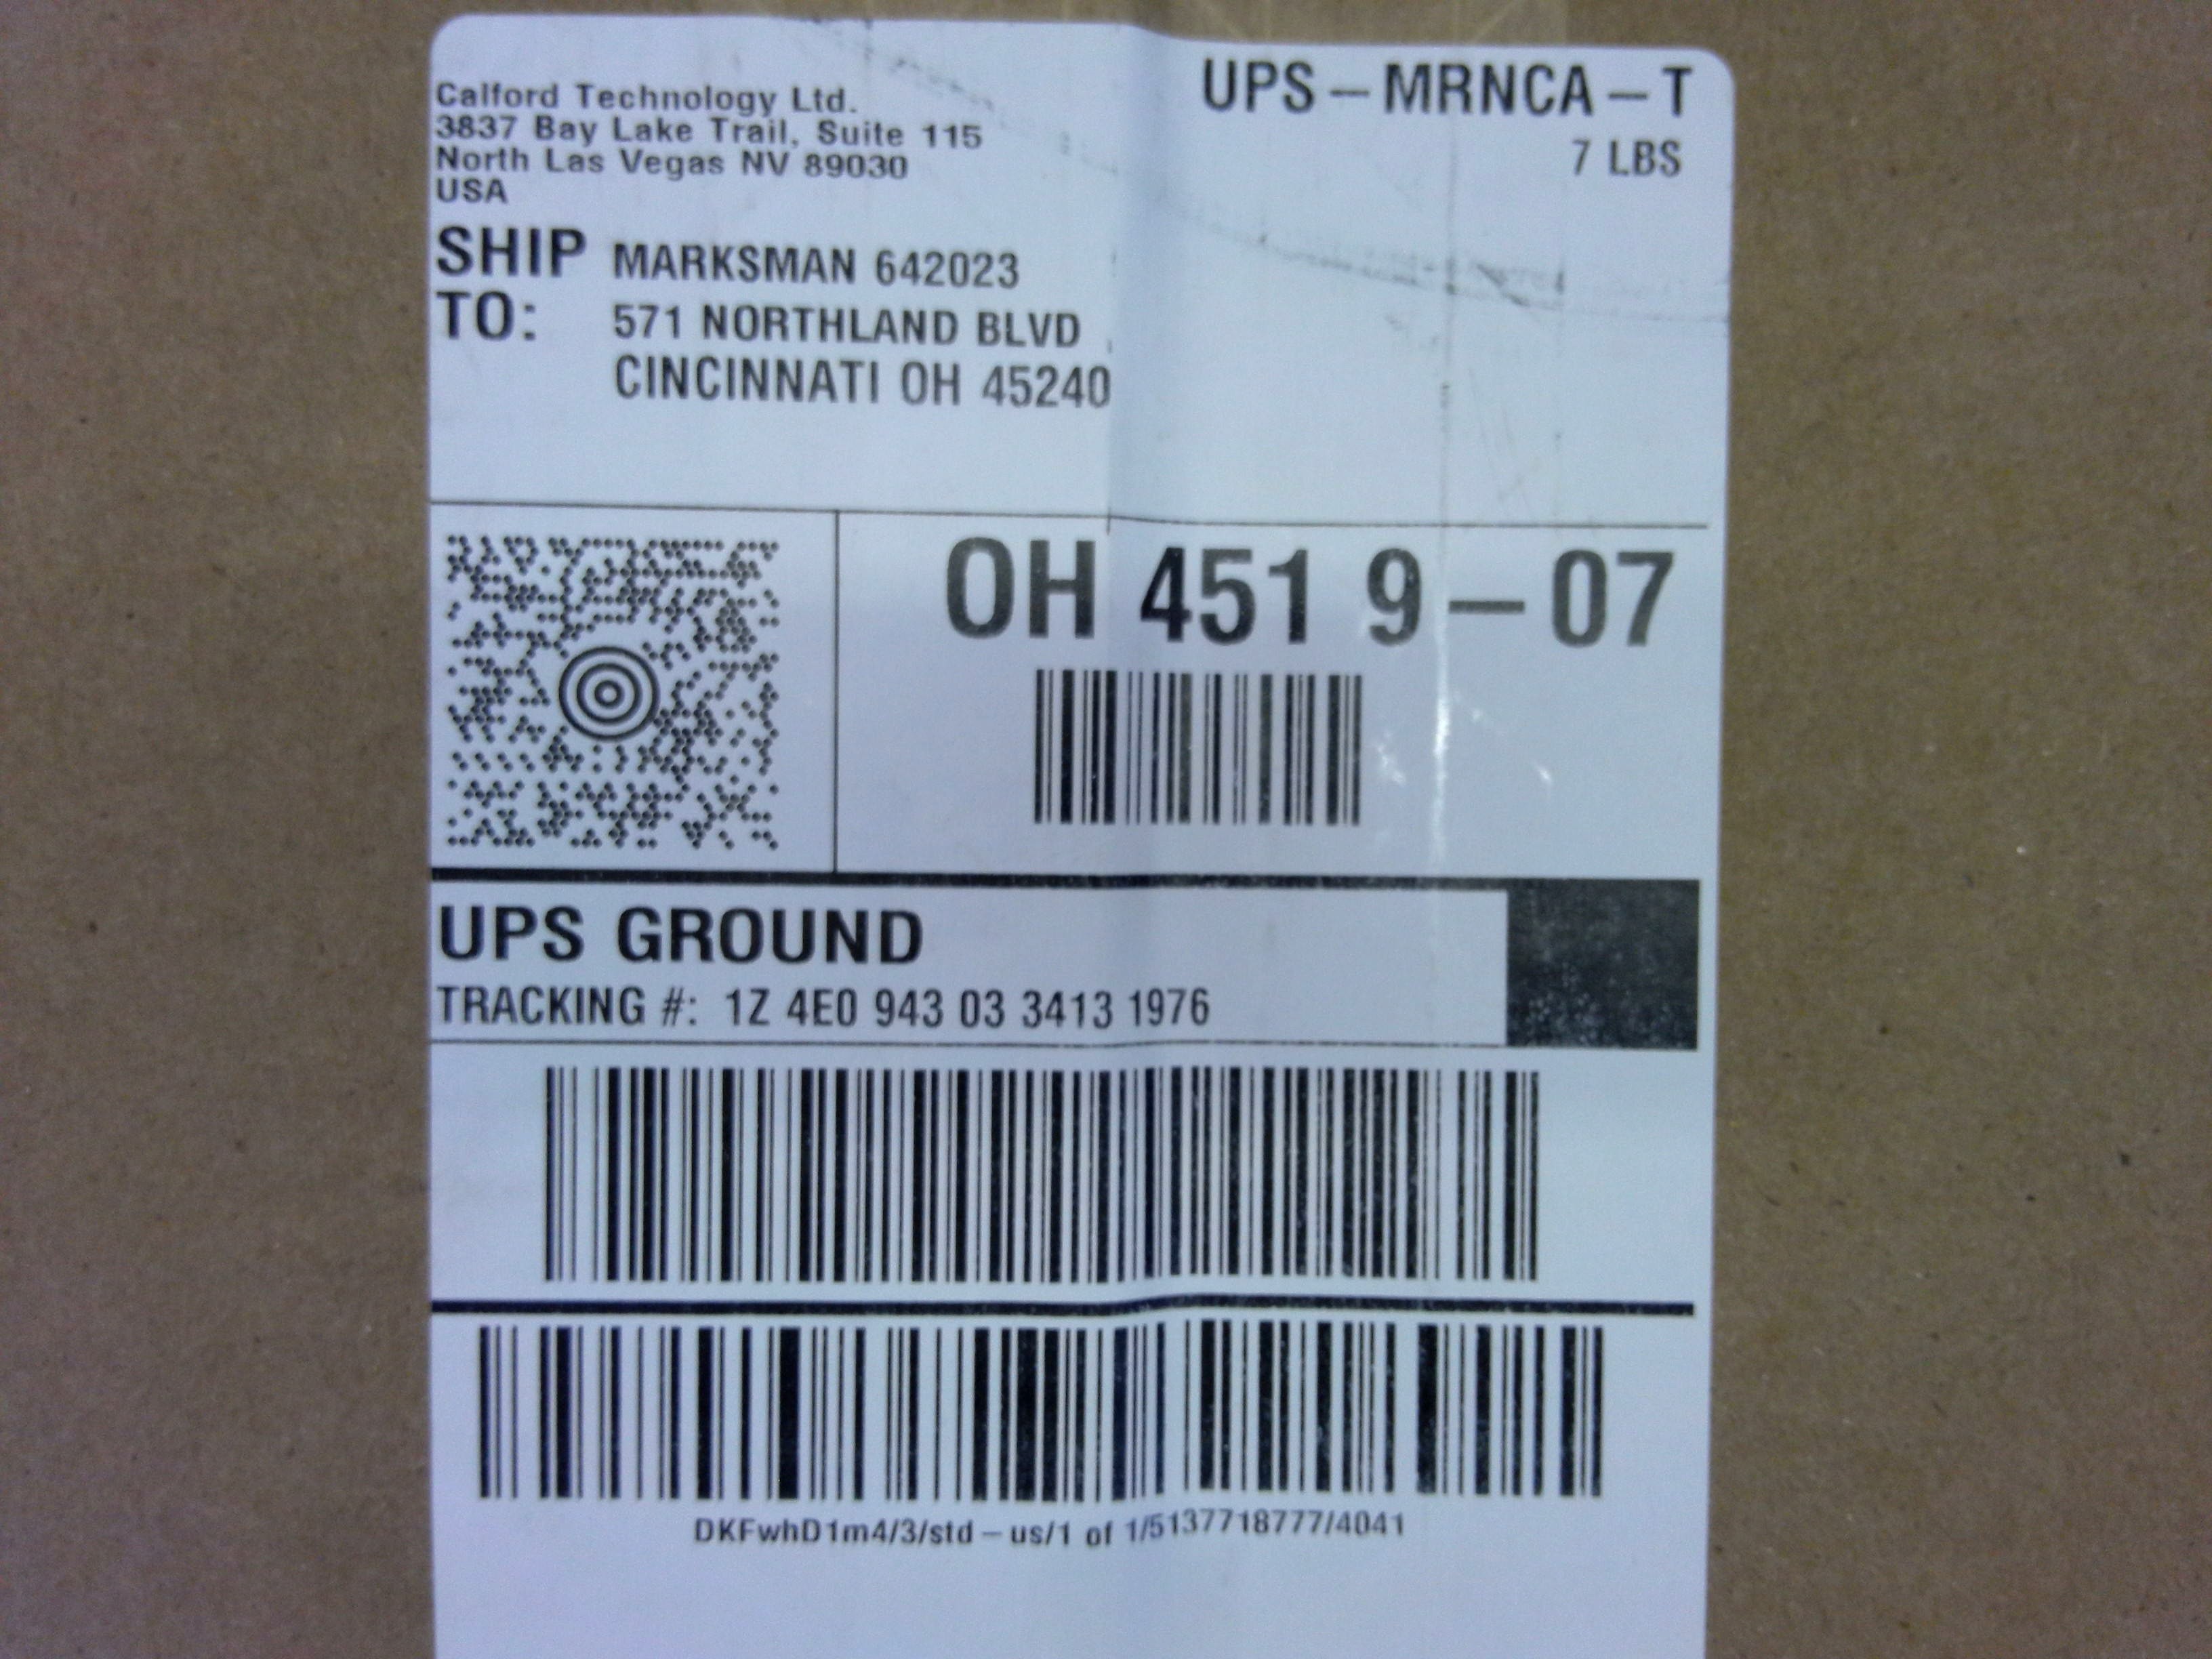 Calford Technology Ltd.
3837 Bay Lake Trail, Suite 115
North Las Vegas NV 89030
USA
UPS – MRNCA – T
7 LBS
SHIP TO:
MARKSMAN 642023
571 NORTHLAND BLVD
CINCINNATI OH 45240
OH 451 9 – 07
UPS GROUND
TRACKING #: 1Z 4E0 943 03 3413 1976
DKFwhD1m4/3/std – us/1 of 1/5137718777/4041